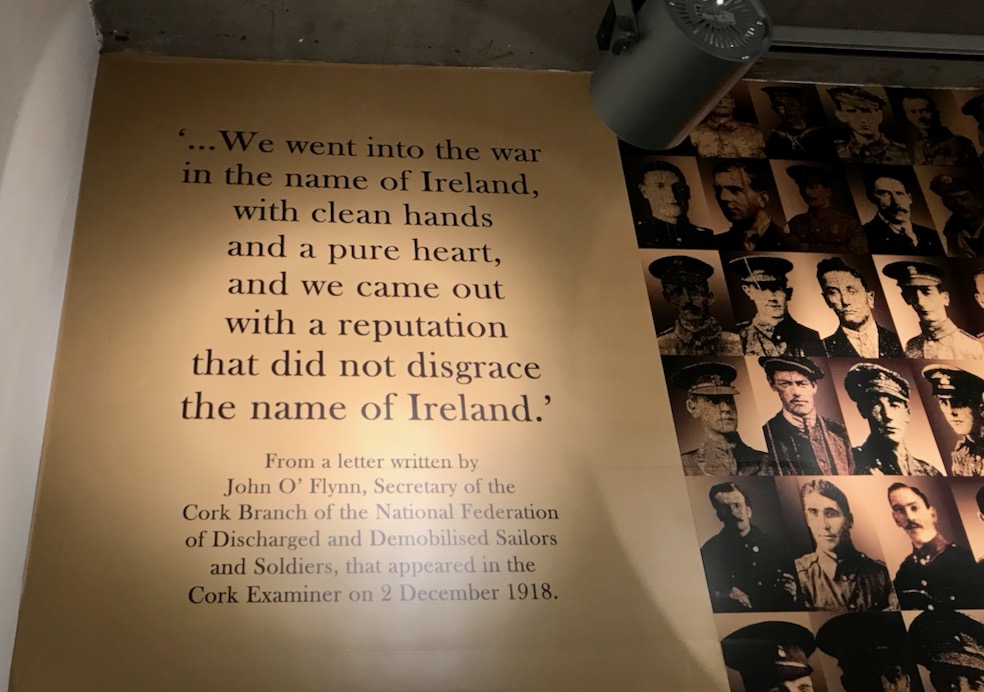 ‘...We went into the war
in the name of Ireland,
with clean hands
and a pure heart,
and we came out
with a reputation
that did not disgrace
the name of Ireland.’
From a letter written by
John O’ Flynn, Secretary of the
Cork Branch of the National Federation
of Discharged and Demobilised Sailors
and Soldiers, that appeared in the
Cork Examiner on 2 December 1918.